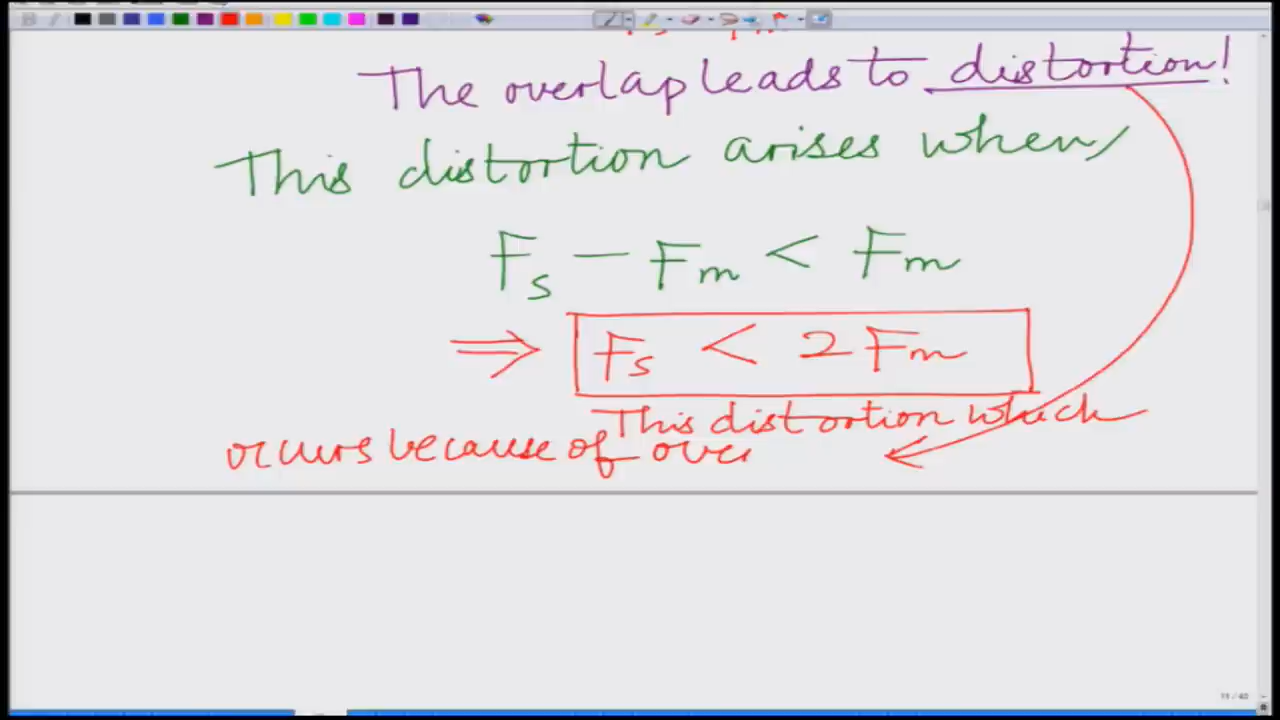 The overlap leads to distortion!
This distortion arises when,
Fs - Fm < Fm
⇒ Fs < 2Fm
This distortion which
occurs because of over